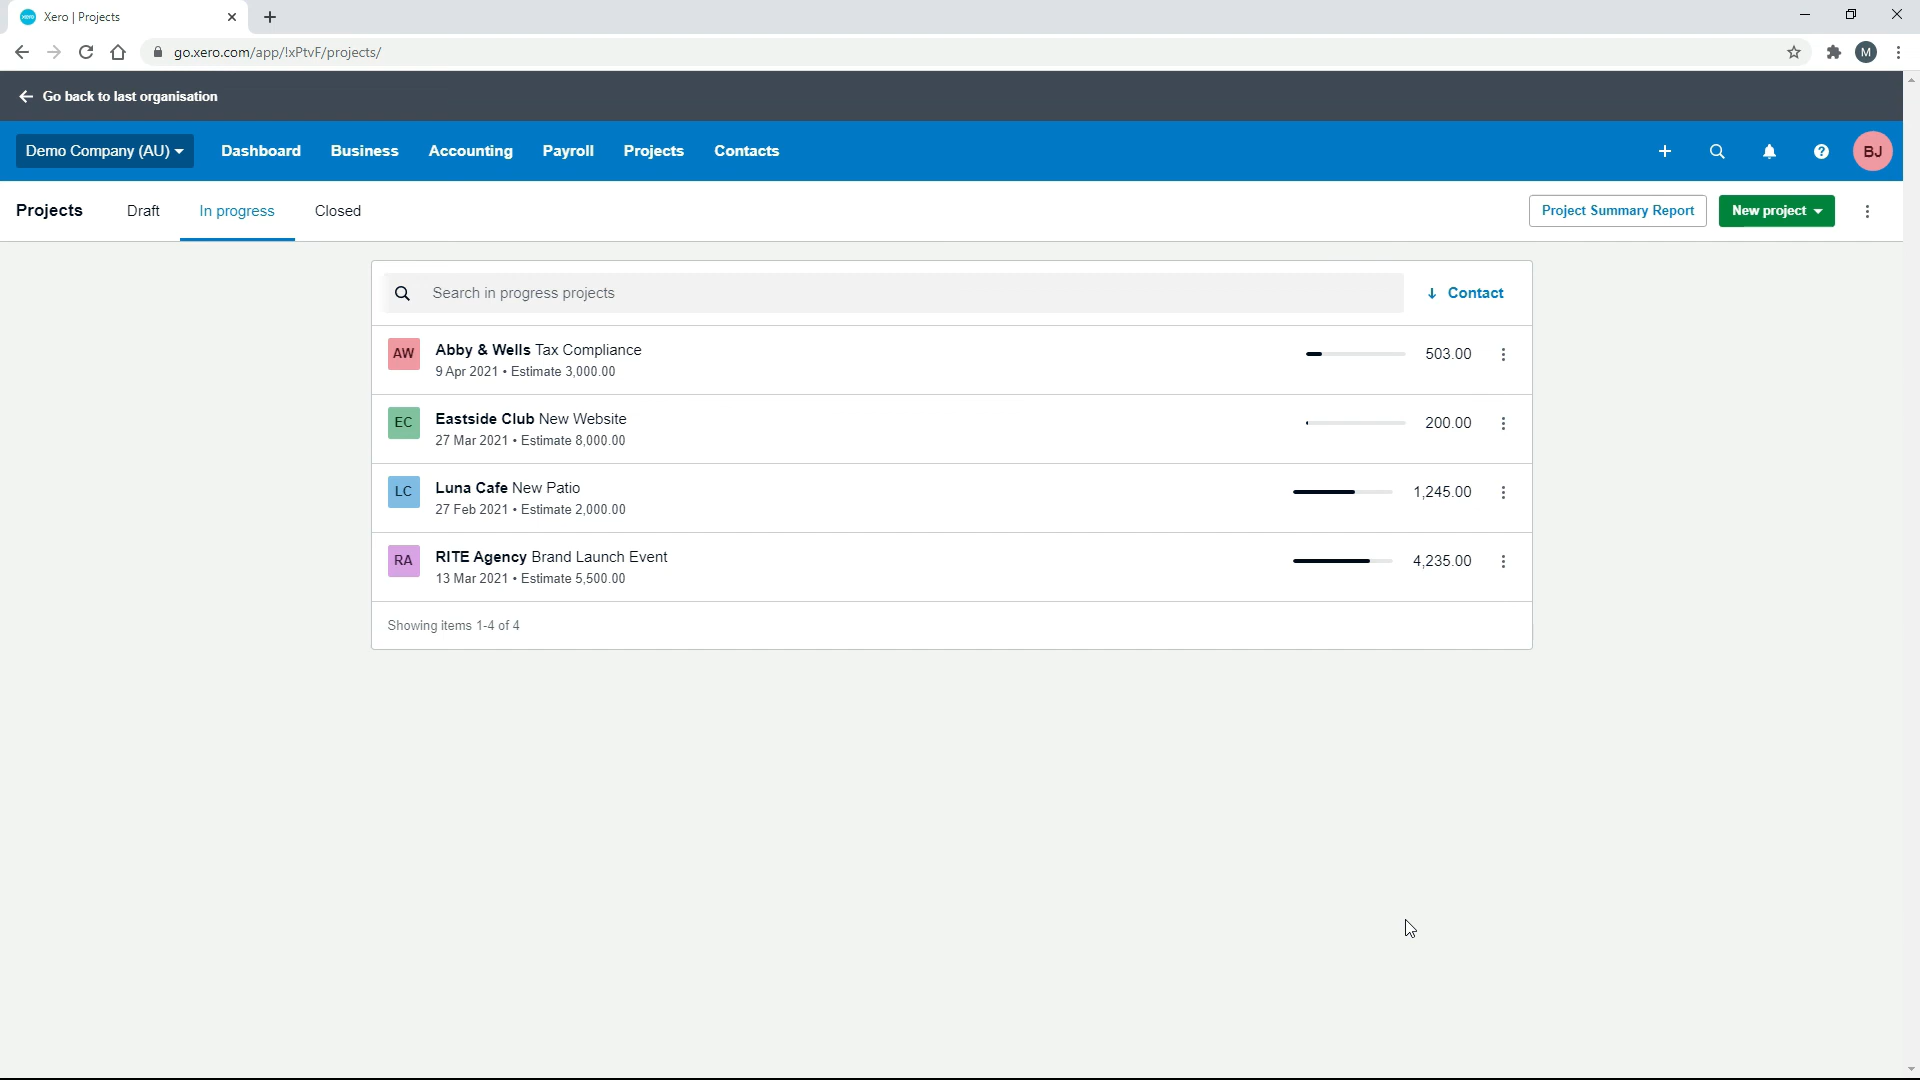 xero Xero | Projects
go.xero.com/app/!xPtvF/projects/
M
Go back to last organisation
Demo Company (AU) Dashboard Business Accounting Payroll Projects Contacts BJ
Projects Draft In progress Closed Project Summary Report New project
Search in progress projects Contact
AW Abby & Wells Tax Compliance 503.00
9 Apr 2021 • Estimate 3,000.00
EC Eastside Club New Website 200.00
27 Mar 2021 • Estimate 8,000.00
LC Luna Cafe New Patio 1,245.00
27 Feb 2021 • Estimate 2,000.00
RA RITE Agency Brand Launch Event 4,235.00
13 Mar 2021 • Estimate 5,500.00
Showing items 1-4 of 4